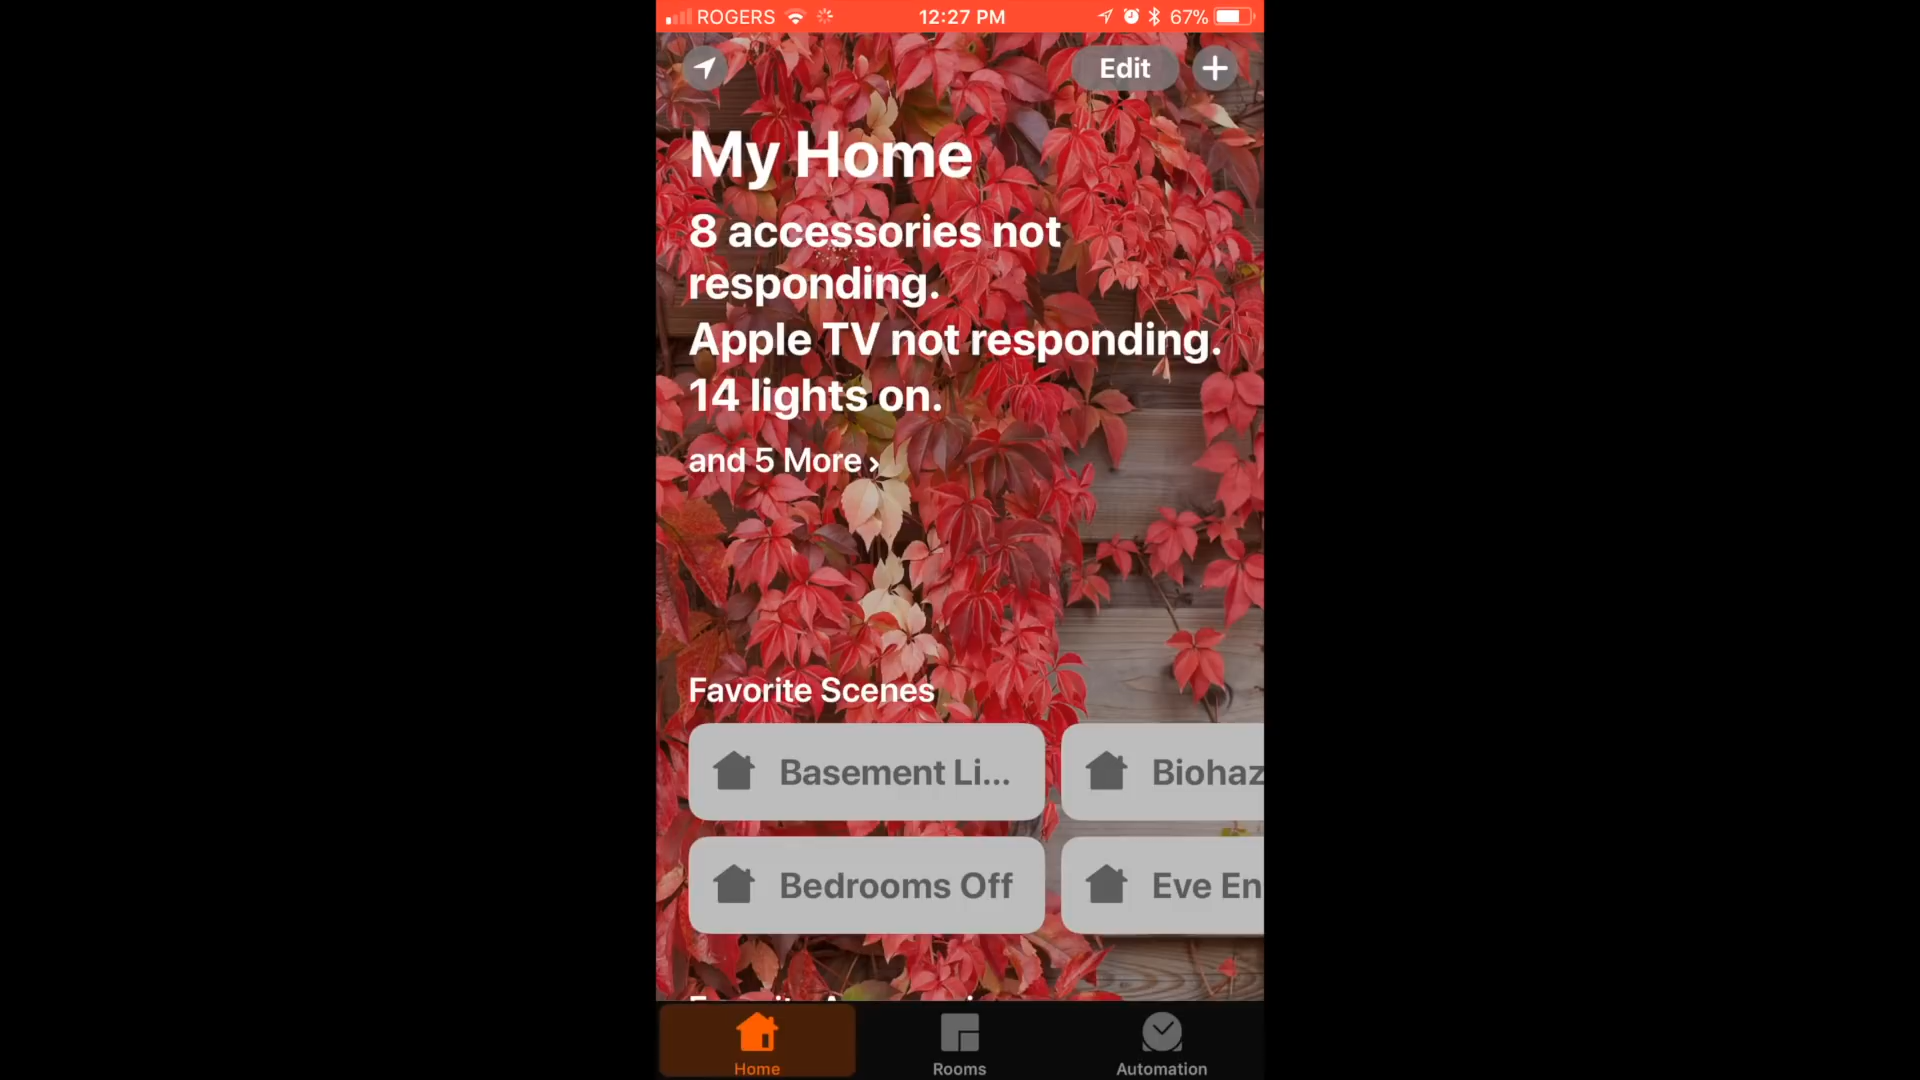 ROGERS 12:27 PM 67%
Edit
My Home
8 accessories not
responding.
Apple TV not responding.
14 lights on.
and 5 More
Favorite Scenes
Basement Li... Biohaz
Bedrooms Off Eve En
Home Rooms Automation